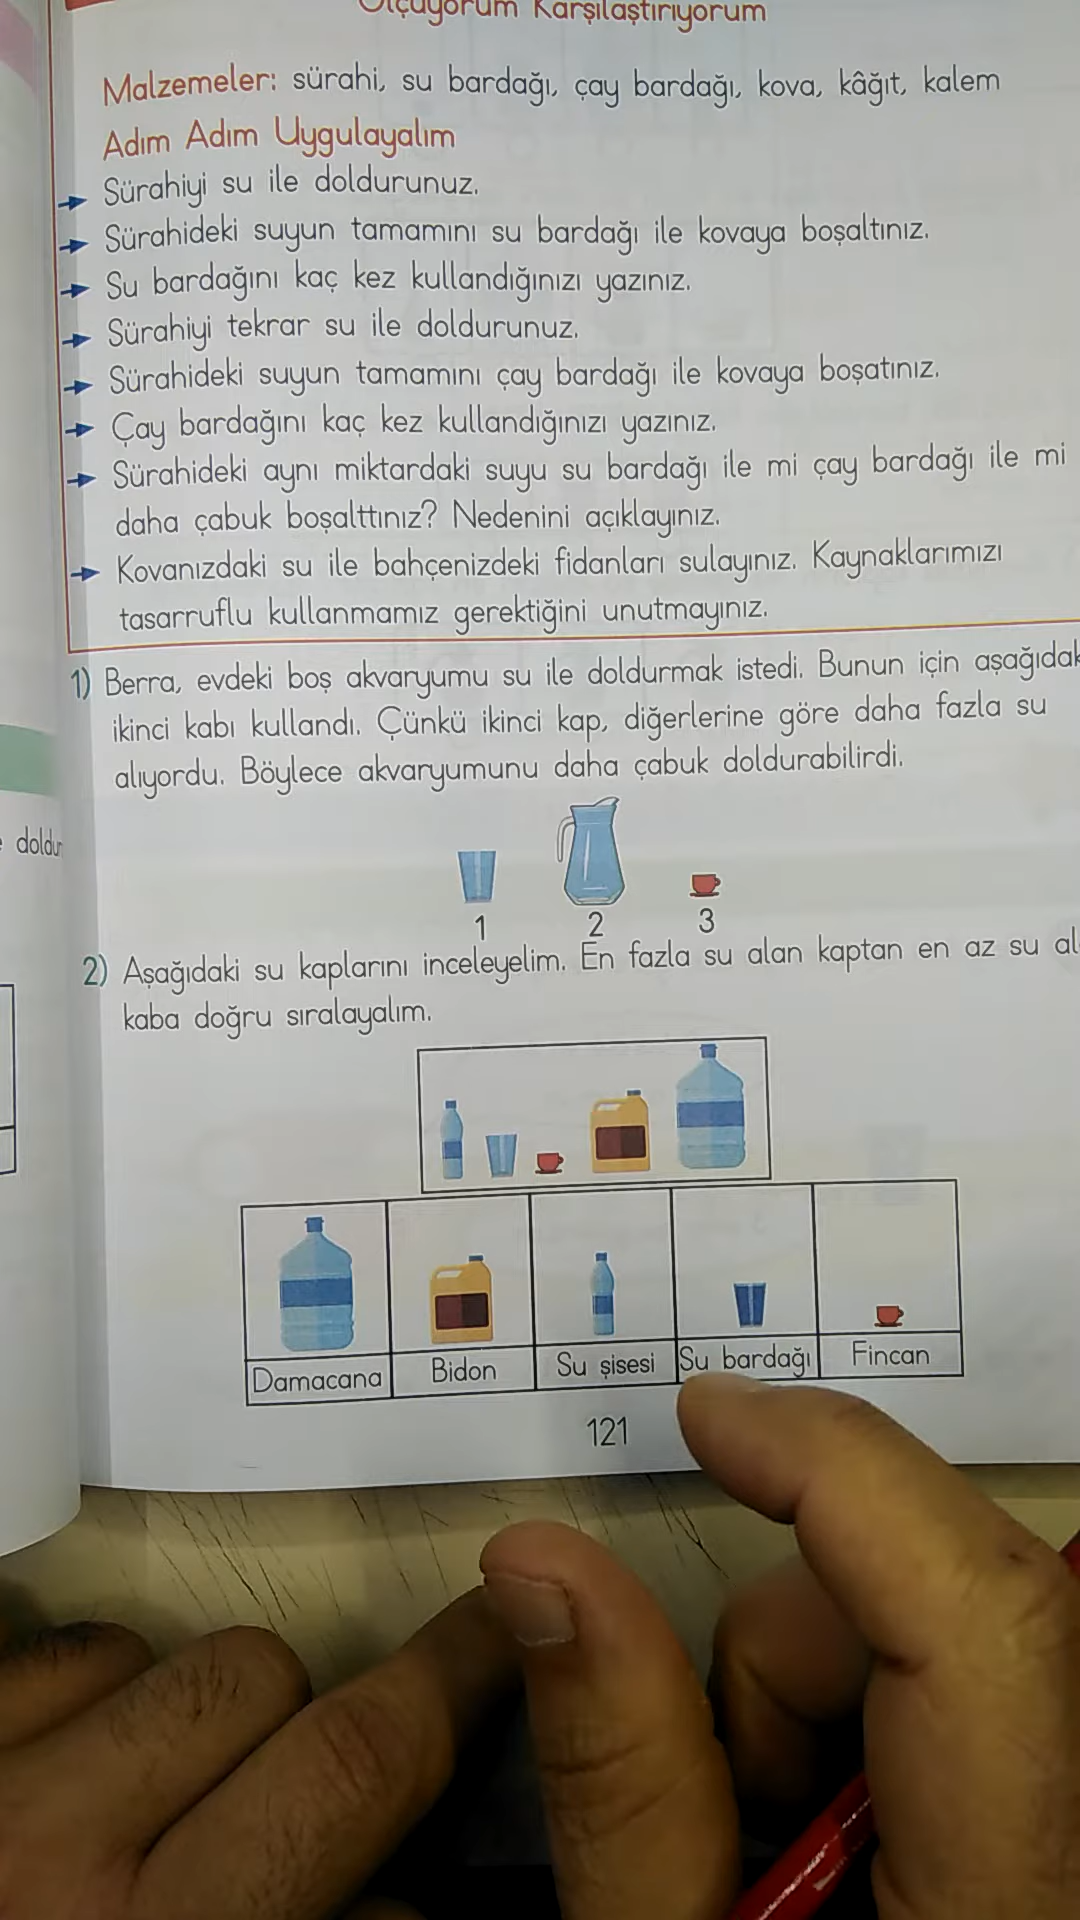 Ölçüyorum Karşılaştırıyorum
Malzemeler: sürahi, su bardağı, çay bardağı, kova, kâğıt, kalem
Adım Adım Uygulayalım
Sürahiyi su ile doldurunuz.
Sürahideki suyun tamamını su bardağı ile kovaya boşaltınız.
Su bardağını kaç kez kullandığınızı yazınız.
Sürahiyi tekrar su ile doldurunuz.
Sürahideki suyun tamamını çay bardağı ile kovaya boşatınız.
Çay bardağını kaç kez kullandığınızı yazınız.
Sürahideki aynı miktardaki suyu su bardağı ile mi çay bardağı ile mi
daha çabuk boşalttınız? Nedenini açıklayınız.
Kovanızdaki su ile bahçenizdeki fidanları sulayınız. Kaynaklarımızı
tasarruflu kullanmamız gerektiğini unutmayınız.
1) Berra, evdeki boş akvaryumu su ile doldurmak istedi. Bunun için aşağıdak
ikinci kabı kullandı. Çünkü ikinci kap, diğerlerine göre daha fazla su
alıyordu. Böylece akvaryumunu daha çabuk doldurabilirdi.
1 2 3
2) Aşağıdaki su kaplarını inceleyelim. En fazla su alan kaptan en az su al
kaba doğru sıralayalım.
Damacana Bidon Su şisesi Su bardağı Fincan
121